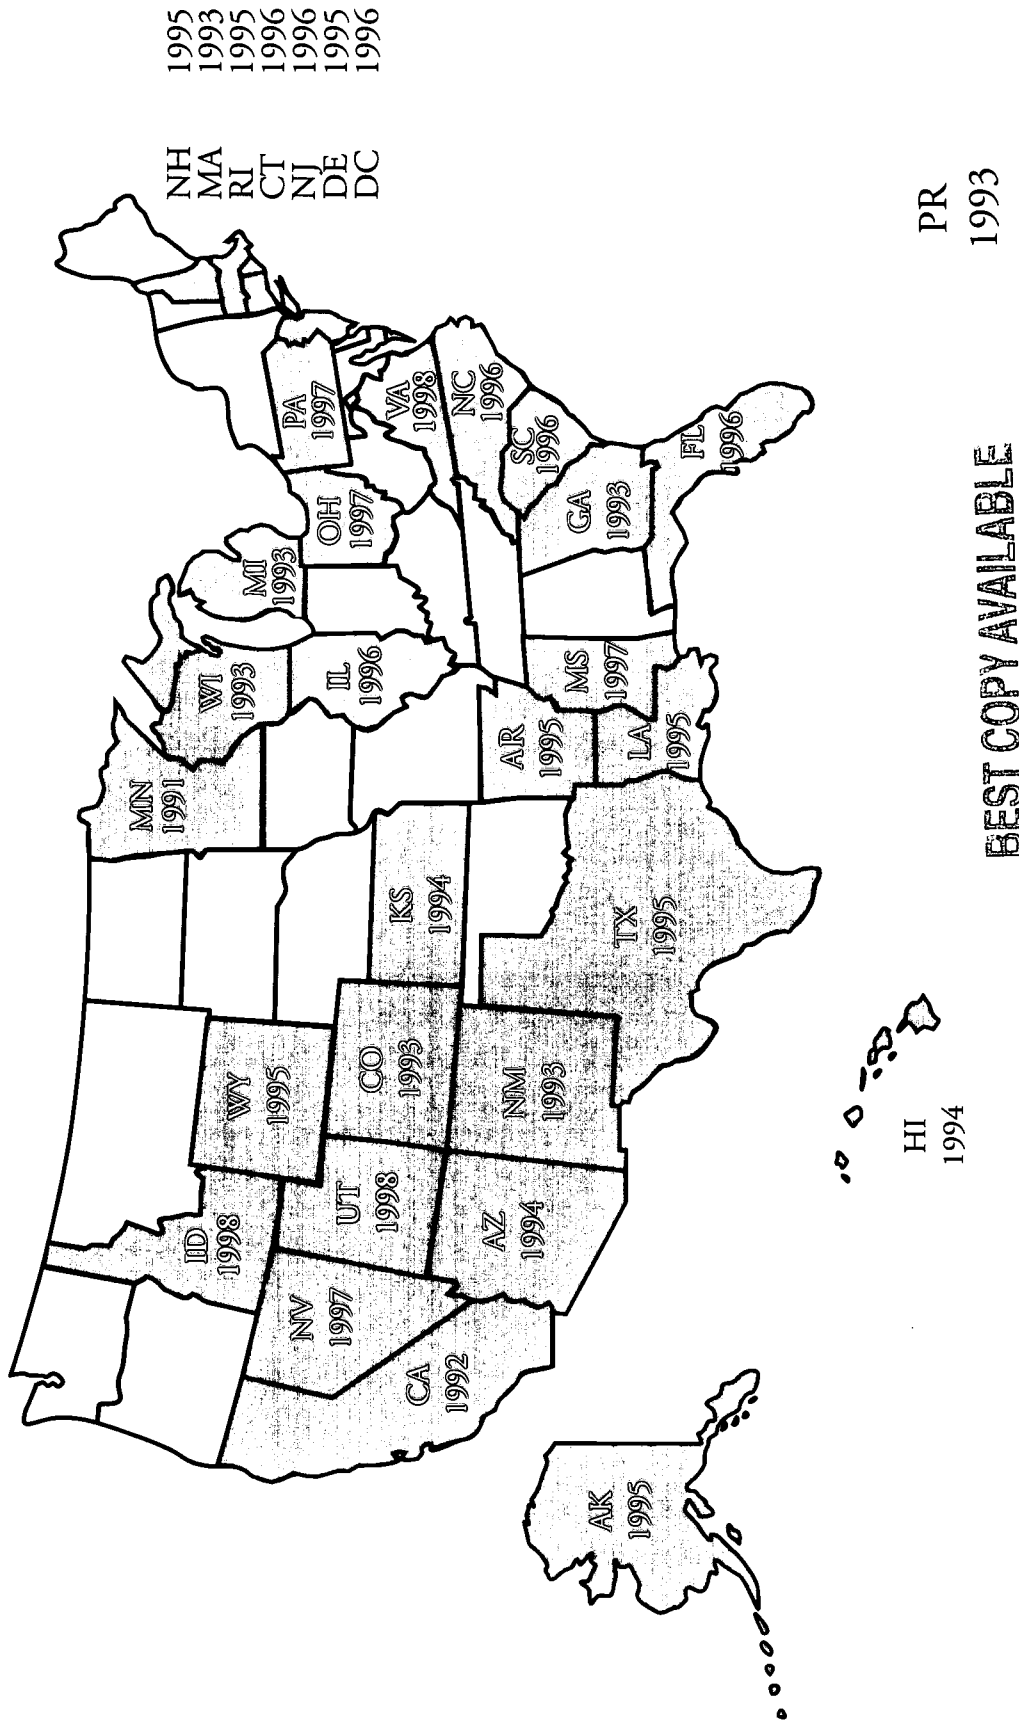 MN
1991
WI
1993
MI
1993
ID
1998
WY
1995
NV
1997
UT
1998
CO
1993
KS
1994
CA
1992
AZ
1994
NM
1993
TX
1995
AR
1995
LA
1995
MS
1997
IL
1996
OH
1997
PA
1997
VA
1998
NC
1996
SC
1996
GA
1993
FL
1996
AK
1995
HI
1994
NH 1995
MA 1993
RI 1995
CT 1996
NJ 1996
DE 1995
DC 1996
PR
1993
BEST COPY AVAILABLE